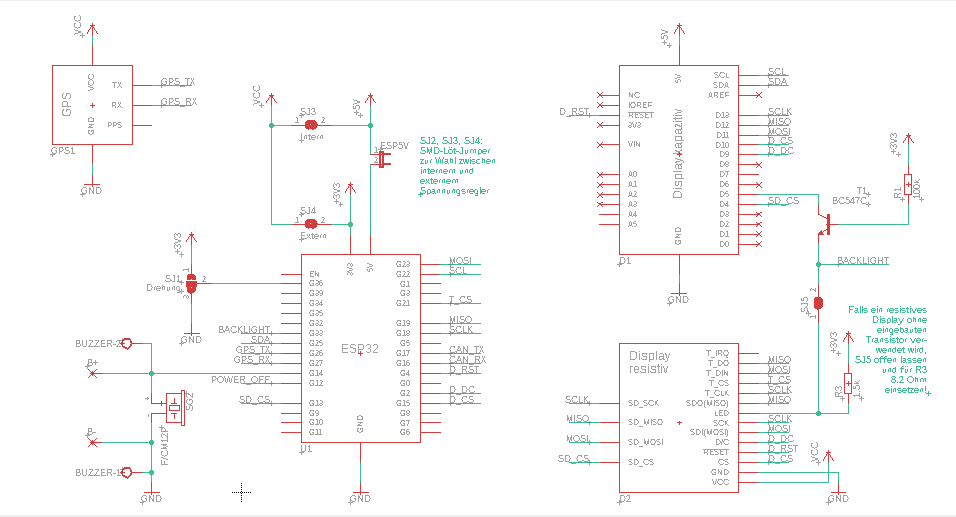 VCC
GPS
VCC
GND
TX
RX
PPS
GPS_TX
GPS_RX
GPS1
GND
VCC
SJ3
1
2
Intern
+5V
1
2
ESP5V
SJ2, SJ3, SJ4:
SMD-Löt-Jumper
zur Wahl zwischen
internem und
externem
Spannungsregler
+3V3
SJ4
1
2
Extern
+3V3
SJ1
Drehung
1
2
3
GND
ESP32
3V3
5V
GND
EN
G36
G39
G34
G35
G32
G33
G25
G26
G27
G14
G12
G13
G9
G10
G11
G23
G22
G1
G3
G21
G19
G18
G5
G17
G16
G4
G0
G2
G15
G8
G7
G6
U1
GND
BACKLIGHT
SDA
GPS_TX
GPS_RX
POWER_OFF
SD_CS
MOSI
SCL
T_CS
MISO
SCLK
CAN_TX
CAN_RX
D_RST
D_DC
D_CS
BUZZER-2
B+
SG2
F/CM12P
B-
BUZZER-1
GND
+5V
Display kapazitiv
5V
GND
D_RST
NC
IOREF
RESET
3V3
VIN
A0
A1
A2
A3
A4
A5
SCL
SDA
AREF
D13
D12
D11
D10
D9
D8
D7
D6
D5
D4
D3
D2
D1
D0
SCL
SDA
SCLK
MISO
MOSI
D_CS
D_DC
SD_CS
D1
GND
T1
BC547C
+3V3
R1
100k
BACKLIGHT
SJ5
2
1
Falls ein resistives
Display ohne
eingebauten
Transistor ver-
wendet wird,
SJ5 offen lassen
und für R3
8.2 Ohm
einsetzen!
+3V3
R3
1.5k
Display
resistiv
SCLK
MISO
MOSI
SD_CS
SD_SCK
SD_MISO
SD_MOSI
SD_CS
T_IRQ
T_DO
T_DIN
T_CS
T_CLK
SDO(MISO)
LED
SCK
SDI(MOSI)
D/C
RESET
CS
GND
VCC
MISO
MOSI
T_CS
SCLK
MISO
SCLK
MOSI
D_DC
D_RST
D_CS
D2
VCC
GND